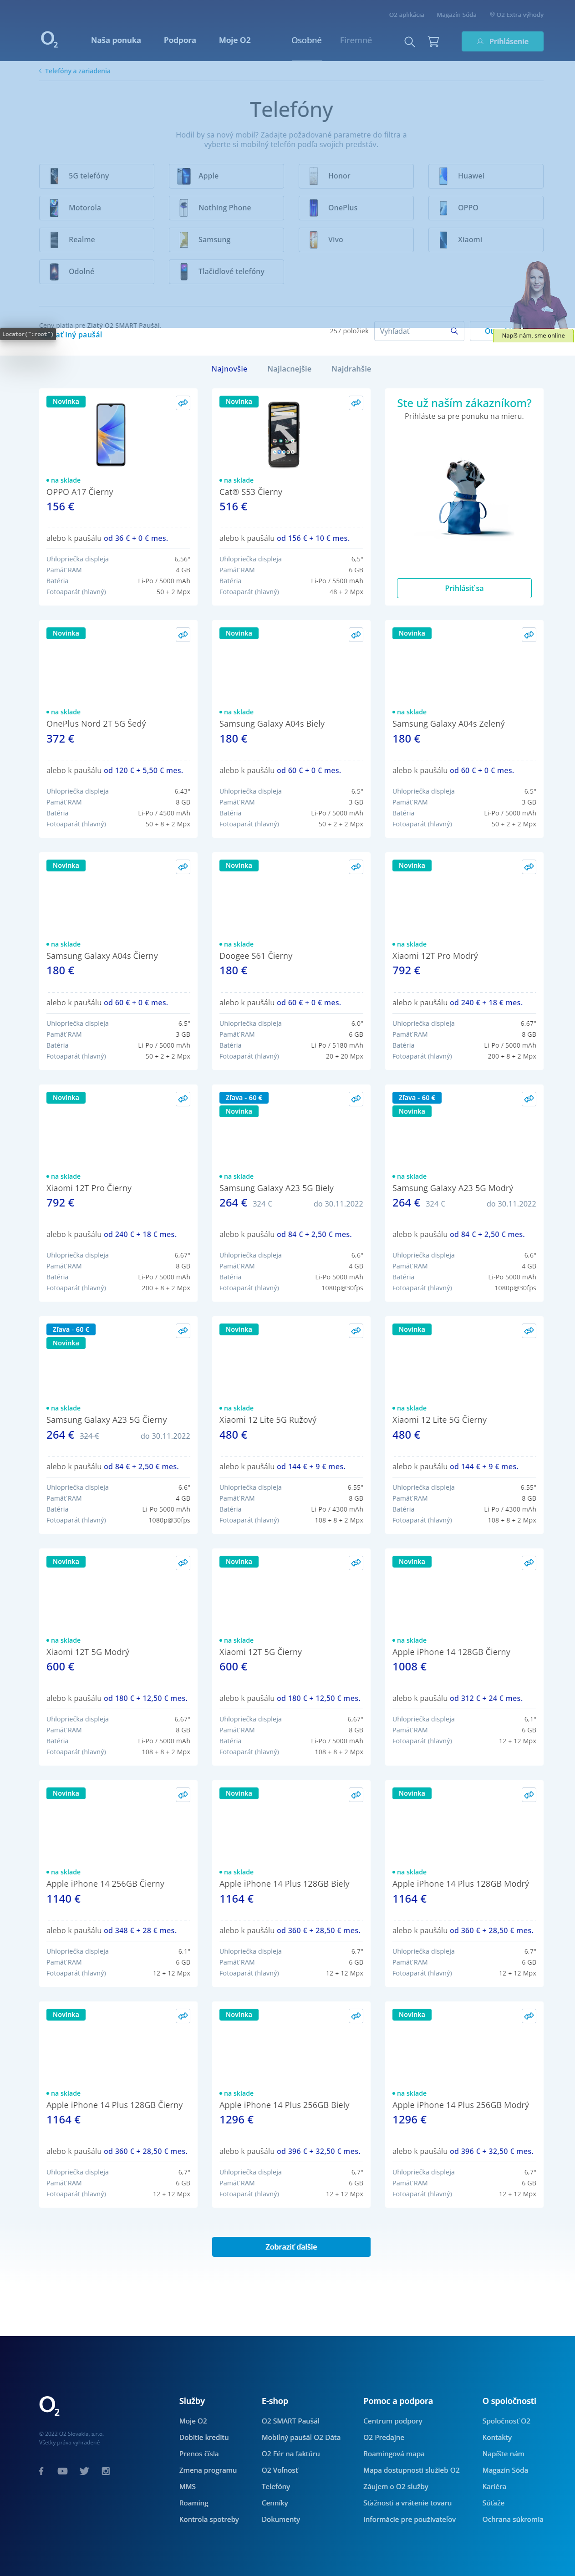 O2 aplikácia Magazín Sóda O2 Extra výhody
O2 Naša ponuka Podpora Moje O2 Osobné Firemné Prihlásenie
Telefóny a zariadenia
Telefóny
Hodil by sa nový mobil? Zadajte požadované parametre do filtra a
vyberte si mobilný telefón podľa svojich predstáv.
5G telefóny Apple Honor Huawei
Motorola Nothing Phone OnePlus OPPO
Realme Samsung Vivo Xiaomi
Odolné Tlačidlové telefóny
Ceny platia pre Zlatý O2 SMART Paušál.
Locator(":root")
ať iný paušál
257 položiek Vyhľadať
Napíš nám, sme online
Najnovšie Najlacnejšie Najdrahšie
Novinka
na sklade
OPPO A17 Čierny
156 €
alebo k paušálu od 36 € + 0 € mes.
Uhlopriečka displeja 6,56"
Pamäť RAM 4 GB
Batéria Li-Po / 5000 mAh
Fotoaparát (hlavný) 50 + 2 Mpx
Novinka
na sklade
Cat® S53 Čierny
516 €
alebo k paušálu od 156 € + 10 € mes.
Uhlopriečka displeja 6,5"
Pamäť RAM 6 GB
Batéria Li-Po / 5500 mAh
Fotoaparát (hlavný) 48 + 2 Mpx
Ste už naším zákazníkom?
Prihláste sa pre ponuku na mieru.
Prihlásiť sa
Novinka
na sklade
OnePlus Nord 2T 5G Šedý
372 €
alebo k paušálu od 120 € + 5,50 € mes.
Uhlopriečka displeja 6,43"
Pamäť RAM 8 GB
Batéria Li-Po / 4500 mAh
Fotoaparát (hlavný) 50 + 8 + 2 Mpx
Novinka
na sklade
Samsung Galaxy A04s Biely
180 €
alebo k paušálu od 60 € + 0 € mes.
Uhlopriečka displeja 6,5"
Pamäť RAM 3 GB
Batéria Li-Po / 5000 mAh
Fotoaparát (hlavný) 50 + 2 + 2 Mpx
Novinka
na sklade
Samsung Galaxy A04s Zelený
180 €
alebo k paušálu od 60 € + 0 € mes.
Uhlopriečka displeja 6,5"
Pamäť RAM 3 GB
Batéria Li-Po / 5000 mAh
Fotoaparát (hlavný) 50 + 2 + 2 Mpx
Novinka
na sklade
Samsung Galaxy A04s Čierny
180 €
alebo k paušálu od 60 € + 0 € mes.
Uhlopriečka displeja 6,5"
Pamäť RAM 3 GB
Batéria Li-Po / 5000 mAh
Fotoaparát (hlavný) 50 + 2 + 2 Mpx
Novinka
na sklade
Doogee S61 Čierny
180 €
alebo k paušálu od 60 € + 0 € mes.
Uhlopriečka displeja 6.0"
Pamäť RAM 6 GB
Batéria Li-Po / 5180 mAh
Fotoaparát (hlavný) 20 + 20 Mpx
Novinka
na sklade
Xiaomi 12T Pro Modrý
792 €
alebo k paušálu od 240 € + 18 € mes.
Uhlopriečka displeja 6,67"
Pamäť RAM 8 GB
Batéria Li-Po / 5000 mAh
Fotoaparát (hlavný) 200 + 8 + 2 Mpx
Novinka
na sklade
Xiaomi 12T Pro Čierny
792 €
alebo k paušálu od 240 € + 18 € mes.
Uhlopriečka displeja 6,67"
Pamäť RAM 8 GB
Batéria Li-Po / 5000 mAh
Fotoaparát (hlavný) 200 + 8 + 2 Mpx
Zľava - 60 €
Novinka
na sklade
Samsung Galaxy A23 5G Biely
264 € 324 € do 30.11.2022
alebo k paušálu od 84 € + 2,50 € mes.
Uhlopriečka displeja 6,6"
Pamäť RAM 4 GB
Batéria Li-Po 5000 mAh
Fotoaparát (hlavný) 1080p@30fps
Zľava - 60 €
Novinka
na sklade
Samsung Galaxy A23 5G Modrý
264 € 324 € do 30.11.2022
alebo k paušálu od 84 € + 2,50 € mes.
Uhlopriečka displeja 6,6"
Pamäť RAM 4 GB
Batéria Li-Po 5000 mAh
Fotoaparát (hlavný) 1080p@30fps
Zľava - 60 €
Novinka
na sklade
Samsung Galaxy A23 5G Čierny
264 € 324 € do 30.11.2022
alebo k paušálu od 84 € + 2,50 € mes.
Uhlopriečka displeja 6,6"
Pamäť RAM 4 GB
Batéria Li-Po 5000 mAh
Fotoaparát (hlavný) 1080p@30fps
Novinka
na sklade
Xiaomi 12 Lite 5G Ružový
480 €
alebo k paušálu od 144 € + 9 € mes.
Uhlopriečka displeja 6,55"
Pamäť RAM 8 GB
Batéria Li-Po / 4300 mAh
Fotoaparát (hlavný) 108 + 8 + 2 Mpx
Novinka
na sklade
Xiaomi 12 Lite 5G Čierny
480 €
alebo k paušálu od 144 € + 9 € mes.
Uhlopriečka displeja 6,55"
Pamäť RAM 8 GB
Batéria Li-Po / 4300 mAh
Fotoaparát (hlavný) 108 + 8 + 2 Mpx
Novinka
na sklade
Xiaomi 12T 5G Modrý
600 €
alebo k paušálu od 180 € + 12,50 € mes.
Uhlopriečka displeja 6,67"
Pamäť RAM 8 GB
Batéria Li-Po / 5000 mAh
Fotoaparát (hlavný) 108 + 8 + 2 Mpx
Novinka
na sklade
Xiaomi 12T 5G Čierny
600 €
alebo k paušálu od 180 € + 12,50 € mes.
Uhlopriečka displeja 6,67"
Pamäť RAM 8 GB
Batéria Li-Po / 5000 mAh
Fotoaparát (hlavný) 108 + 8 + 2 Mpx
Novinka
na sklade
Apple iPhone 14 128GB Čierny
1008 €
alebo k paušálu od 312 € + 24 € mes.
Uhlopriečka displeja 6,1"
Pamäť RAM 6 GB
Fotoaparát (hlavný) 12 + 12 Mpx
Novinka
na sklade
Apple iPhone 14 256GB Čierny
1140 €
alebo k paušálu od 348 € + 28 € mes.
Uhlopriečka displeja 6,1"
Pamäť RAM 6 GB
Fotoaparát (hlavný) 12 + 12 Mpx
Novinka
na sklade
Apple iPhone 14 Plus 128GB Biely
1164 €
alebo k paušálu od 360 € + 28,50 € mes.
Uhlopriečka displeja 6,7"
Pamäť RAM 6 GB
Fotoaparát (hlavný) 12 + 12 Mpx
Novinka
na sklade
Apple iPhone 14 Plus 128GB Modrý
1164 €
alebo k paušálu od 360 € + 28,50 € mes.
Uhlopriečka displeja 6,7"
Pamäť RAM 6 GB
Fotoaparát (hlavný) 12 + 12 Mpx
Novinka
na sklade
Apple iPhone 14 Plus 128GB Čierny
1164 €
alebo k paušálu od 360 € + 28,50 € mes.
Uhlopriečka displeja 6,7"
Pamäť RAM 6 GB
Fotoaparát (hlavný) 12 + 12 Mpx
Novinka
na sklade
Apple iPhone 14 Plus 256GB Biely
1296 €
alebo k paušálu od 396 € + 32,50 € mes.
Uhlopriečka displeja 6,7"
Pamäť RAM 6 GB
Fotoaparát (hlavný) 12 + 12 Mpx
Novinka
na sklade
Apple iPhone 14 Plus 256GB Modrý
1296 €
alebo k paušálu od 396 € + 32,50 € mes.
Uhlopriečka displeja 6,7"
Pamäť RAM 6 GB
Fotoaparát (hlavný) 12 + 12 Mpx
Zobraziť ďalšie
O2
© 2022 O2 Slovakia, s.r.o.
Všetky práva vyhradené
Služby
Moje O2
Dobitie kreditu
Prenos čísla
Zmena programu
MMS
Roaming
Kontrola spotreby
E-shop
O2 SMART Paušál
Mobilný paušál O2 Dáta
O2 Fér na faktúru
O2 Voľnosť
Telefóny
Cenníky
Dokumenty
Pomoc a podpora
Centrum podpory
O2 Predajne
Roamingová mapa
Mapa dostupnosti služieb O2
Záujem o O2 služby
Sťažnosti a vrátenie tovaru
Informácie pre používateľov
O spoločnosti
Spoločnosť O2
Kontakty
Napíšte nám
Magazín Sóda
Kariéra
Súťaže
Ochrana súkromia